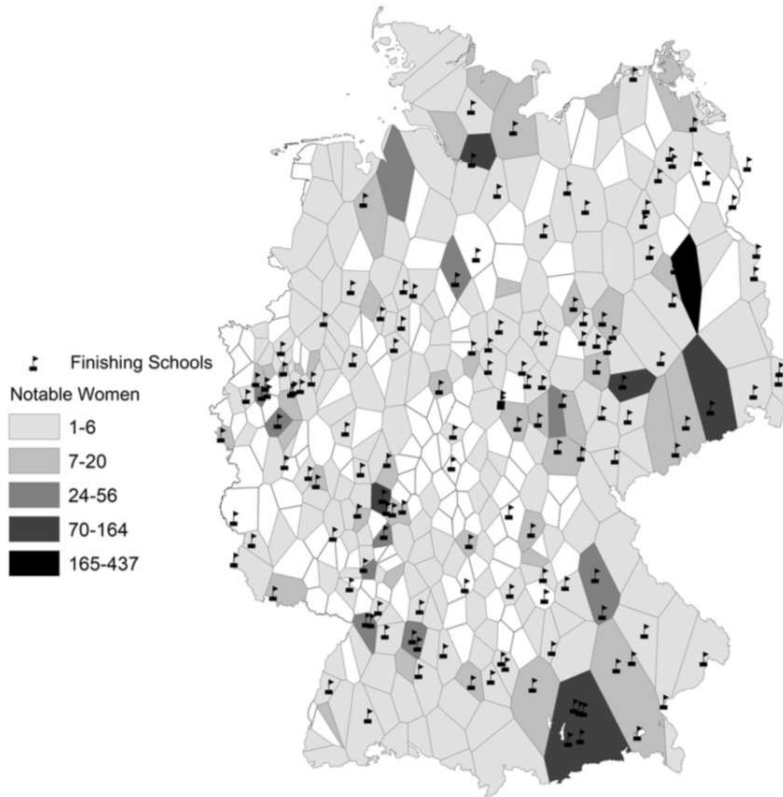 Finishing Schools
Notable Women
1-6
7-20
24-56
70-164
165-437